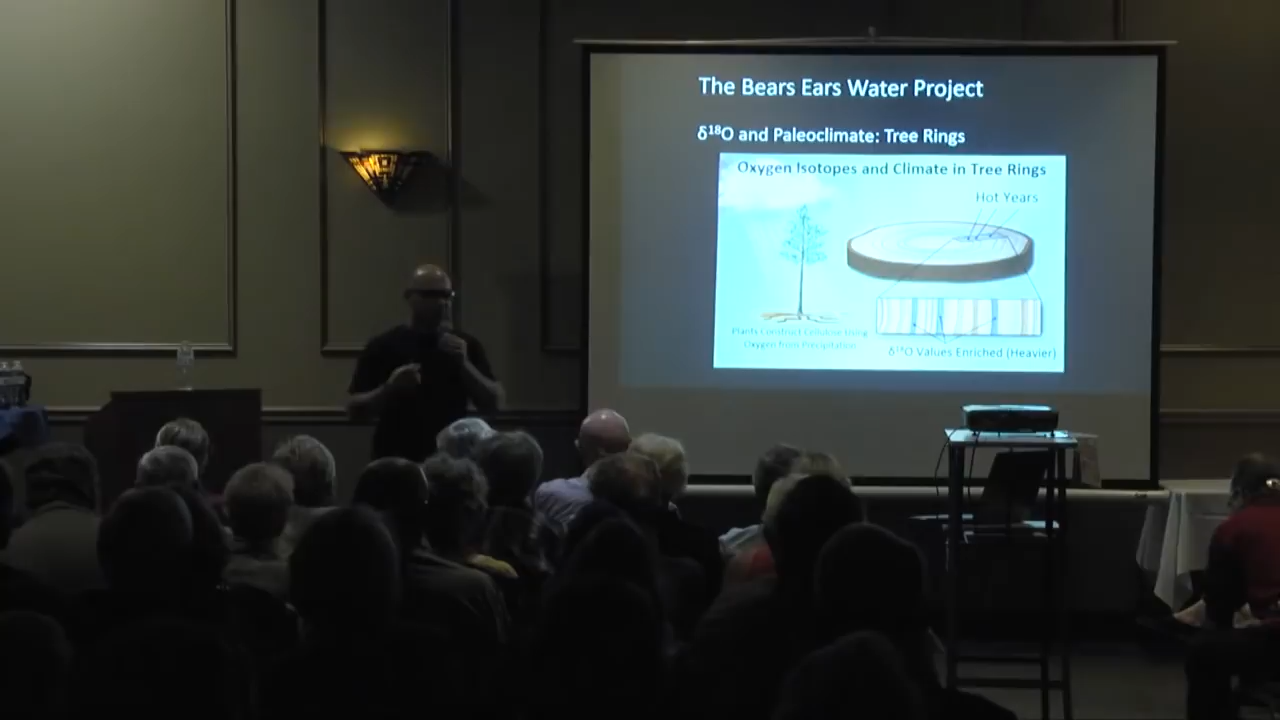 The Bears Ears Water Project
δ¹⁸O and Paleoclimate: Tree Rings
Oxygen Isotopes and Climate in Tree Rings
Hot Years
Plants Construct Cellulose Using
Oxygen from Precipitation
δ¹⁸O Values Enriched (Heavier)